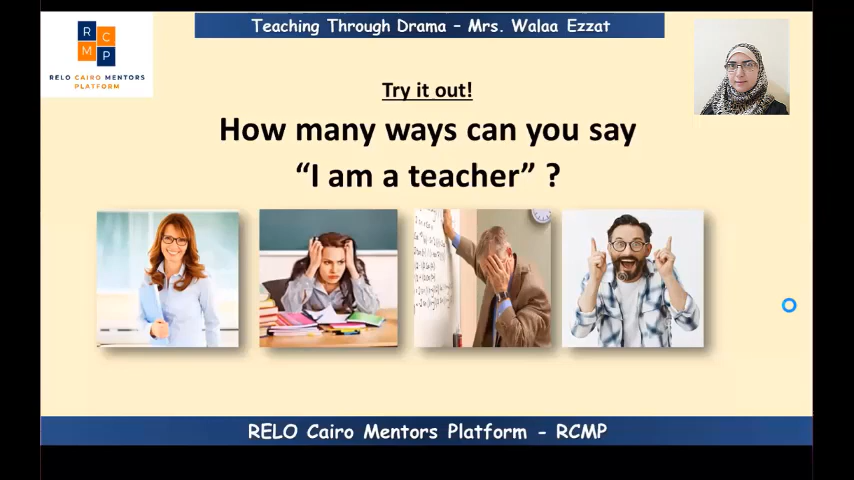 Teaching Through Drama – Mrs. Walaa Ezzat
R C
M P
RELO CAIRO MENTORS
PLATFORM
Try it out!
How many ways can you say
“I am a teacher” ?
RELO Cairo Mentors Platform - RCMP